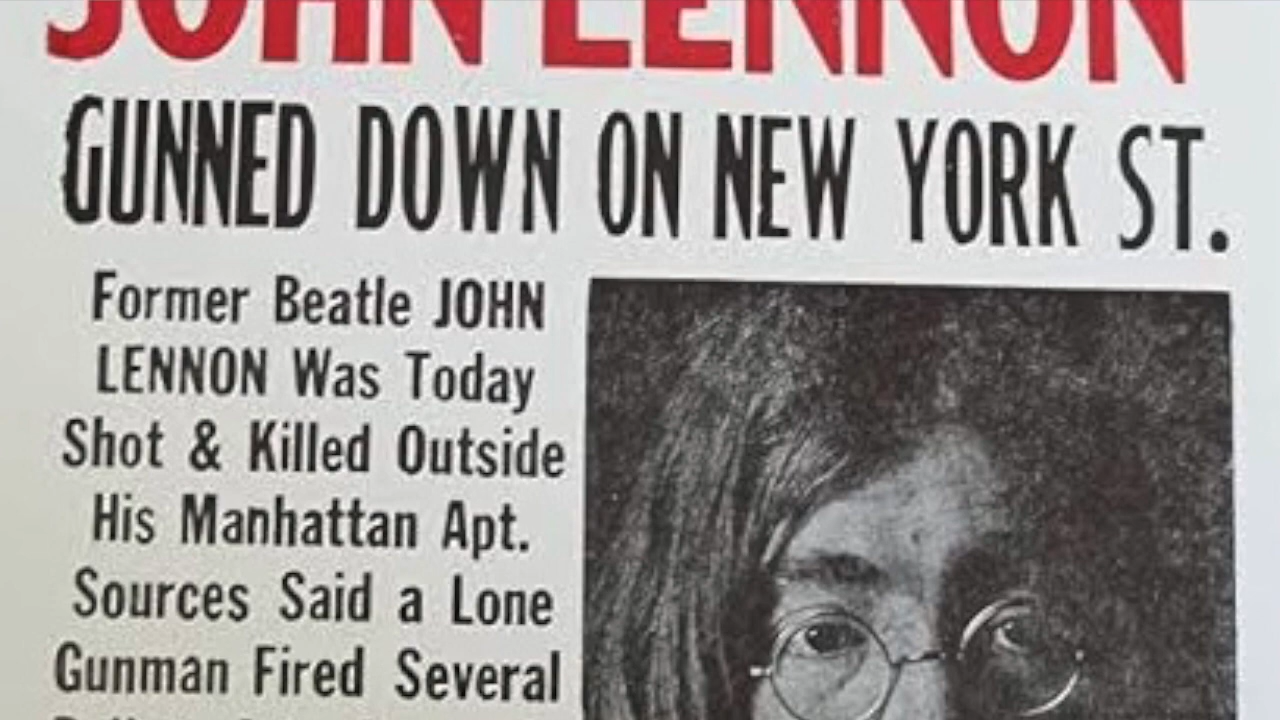 JOHN LENNON
GUNNED DOWN ON NEW YORK ST.
Former Beatle JOHN
LENNON Was Today
Shot & Killed Outside
His Manhattan Apt.
Sources Said a Lone
Gunman Fired Several